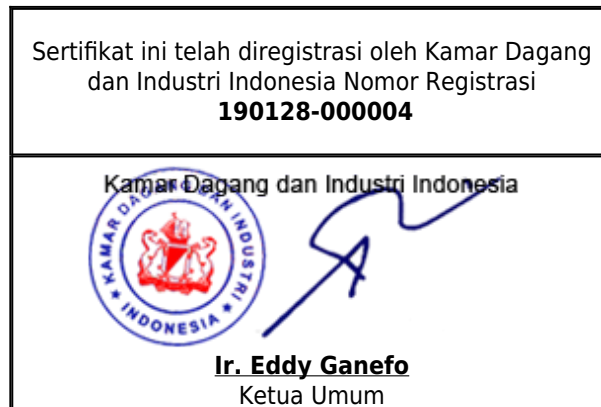 Sertifikat ini telah diregistrasi oleh Kamar Dagang
dan Industri Indonesia Nomor Registrasi
190128-000004
Kamar Dagang dan Industri Indonesia
KAMAR DAGANG DAN INDUSTRI
INDONESIA
Ir. Eddy Ganefo
Ketua Umum